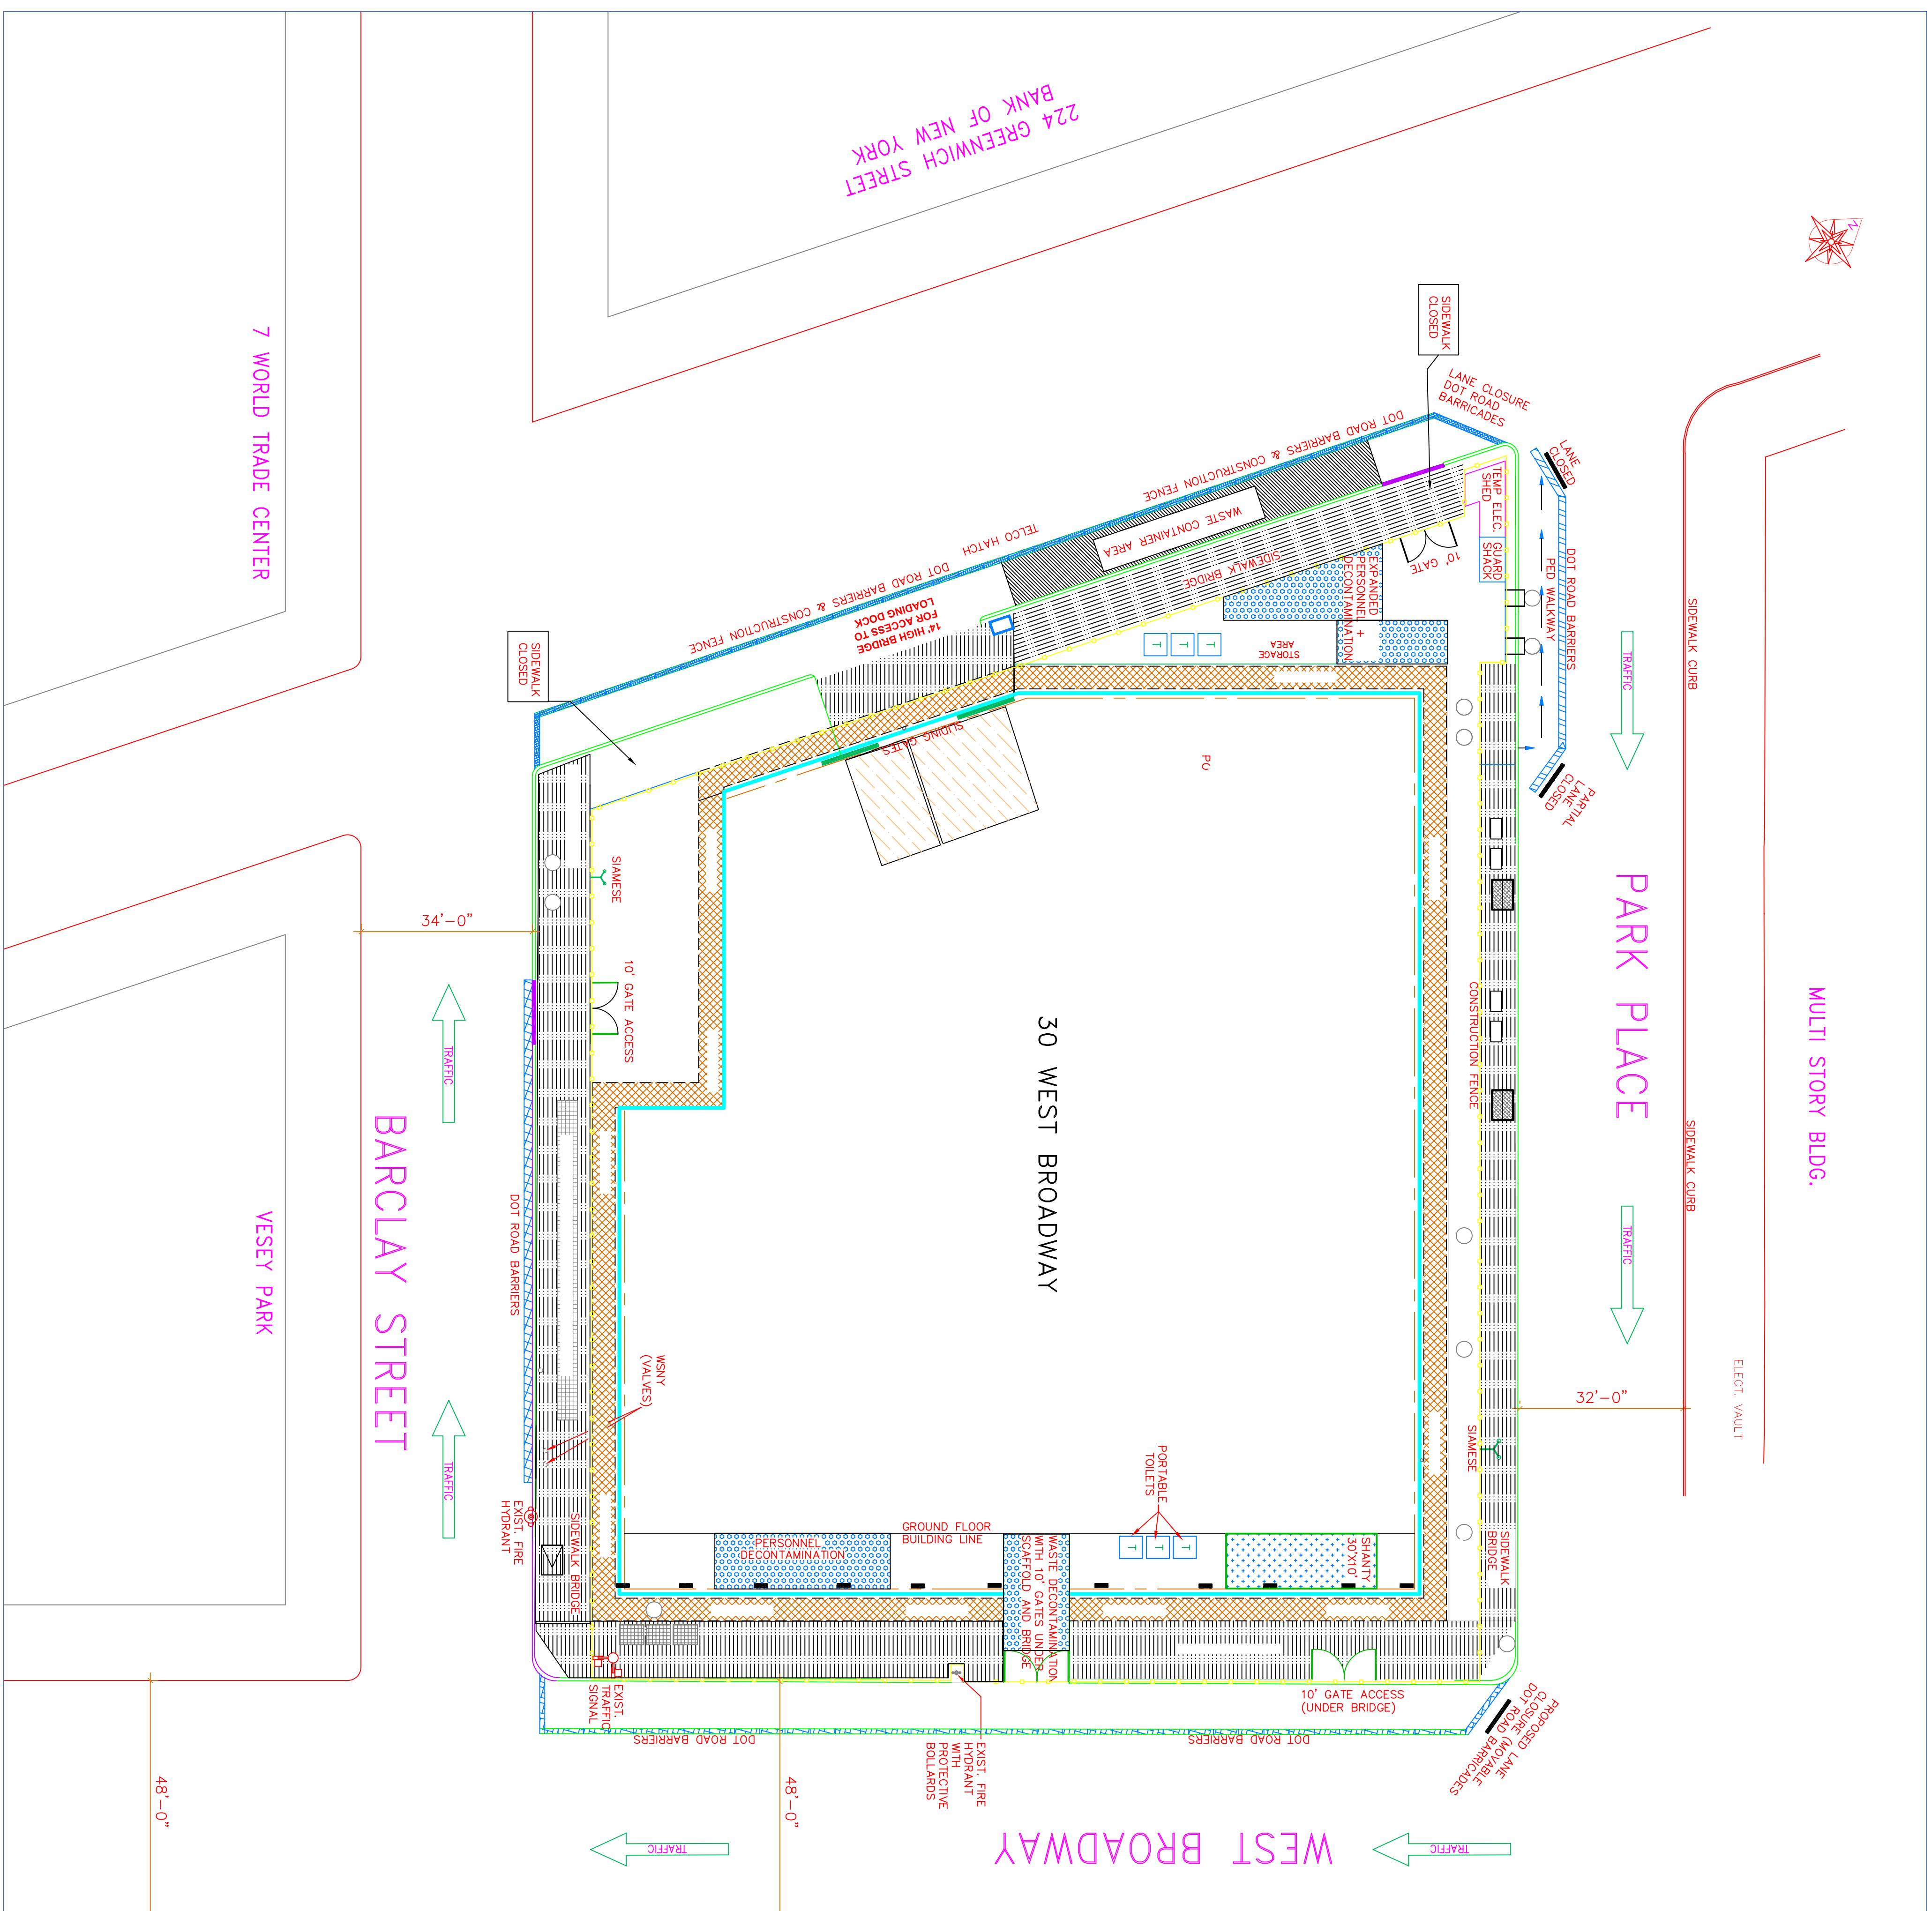 224 GREENWICH STREET
BANK OF NEW YORK
N
7 WORLD TRADE CENTER
SIDEWALK
CLOSED
LANE CLOSURE
DOT ROAD
BARRICADES
LANE
CLOSED
DOT ROAD BARRIERS & CONSTRUCTION FENCE
TEMP ELEC.
SHED
GUARD
SHACK
PED WALKWAY
DOT ROAD BARRIERS
WASTE CONTAINER AREA
SIDEWALK BRIDGE
10' GATE
EXPANDED
PERSONNEL
DECONTAMINATION
+
TELCO HATCH
DOT ROAD BARRIERS & CONSTRUCTION FENCE
14' HIGH BRIDGE
FOR ACCESS TO
LOADING DOCK
T
T
T
STORAGE
AREA
SIDEWALK CURB
TRAFFIC
SIDEWALK
CLOSED
SLIDING GATES
PARTIAL
LANE
CLOSED
SIAMESE
34'-0"
10' GATE ACCESS
TRAFFIC
30 WEST BROADWAY
CONSTRUCTION FENCE
PARK PLACE
MULTI STORY BLDG.
SIDEWALK CURB
BARCLAY STREET
VESEY PARK
DOT ROAD BARRIERS
TRAFFIC
TRAFFIC
WSNY
(VALVES)
32'-0"
ELECT. VAULT
SIAMESE
PORTABLE
TOILETS
EXIST. FIRE
HYDRANT
SIDEWALK BRIDGE
PERSONNEL
DECONTAMINATION
GROUND FLOOR
BUILDING LINE
WASTE DECONTAMINATION
WITH 10' GATES UNDER
SCAFFOLD AND BRIDGE
T
T
T
SHANTY
30'X10'
SIDEWALK
BRIDGE
EXIST.
TRAFFIC
SIGNAL
10' GATE ACCESS
(UNDER BRIDGE)
PROPOSED LANE
CLOSURE (MOVABLE
DOT ROAD BARRICADES
DOT ROAD BARRIERS
DOT ROAD BARRIERS
EXIST. FIRE
HYDRANT
WITH
PROTECTIVE
BOLLARDS
48'-0"
48'-0"
TRAFFIC
WEST BROADWAY
TRAFFIC